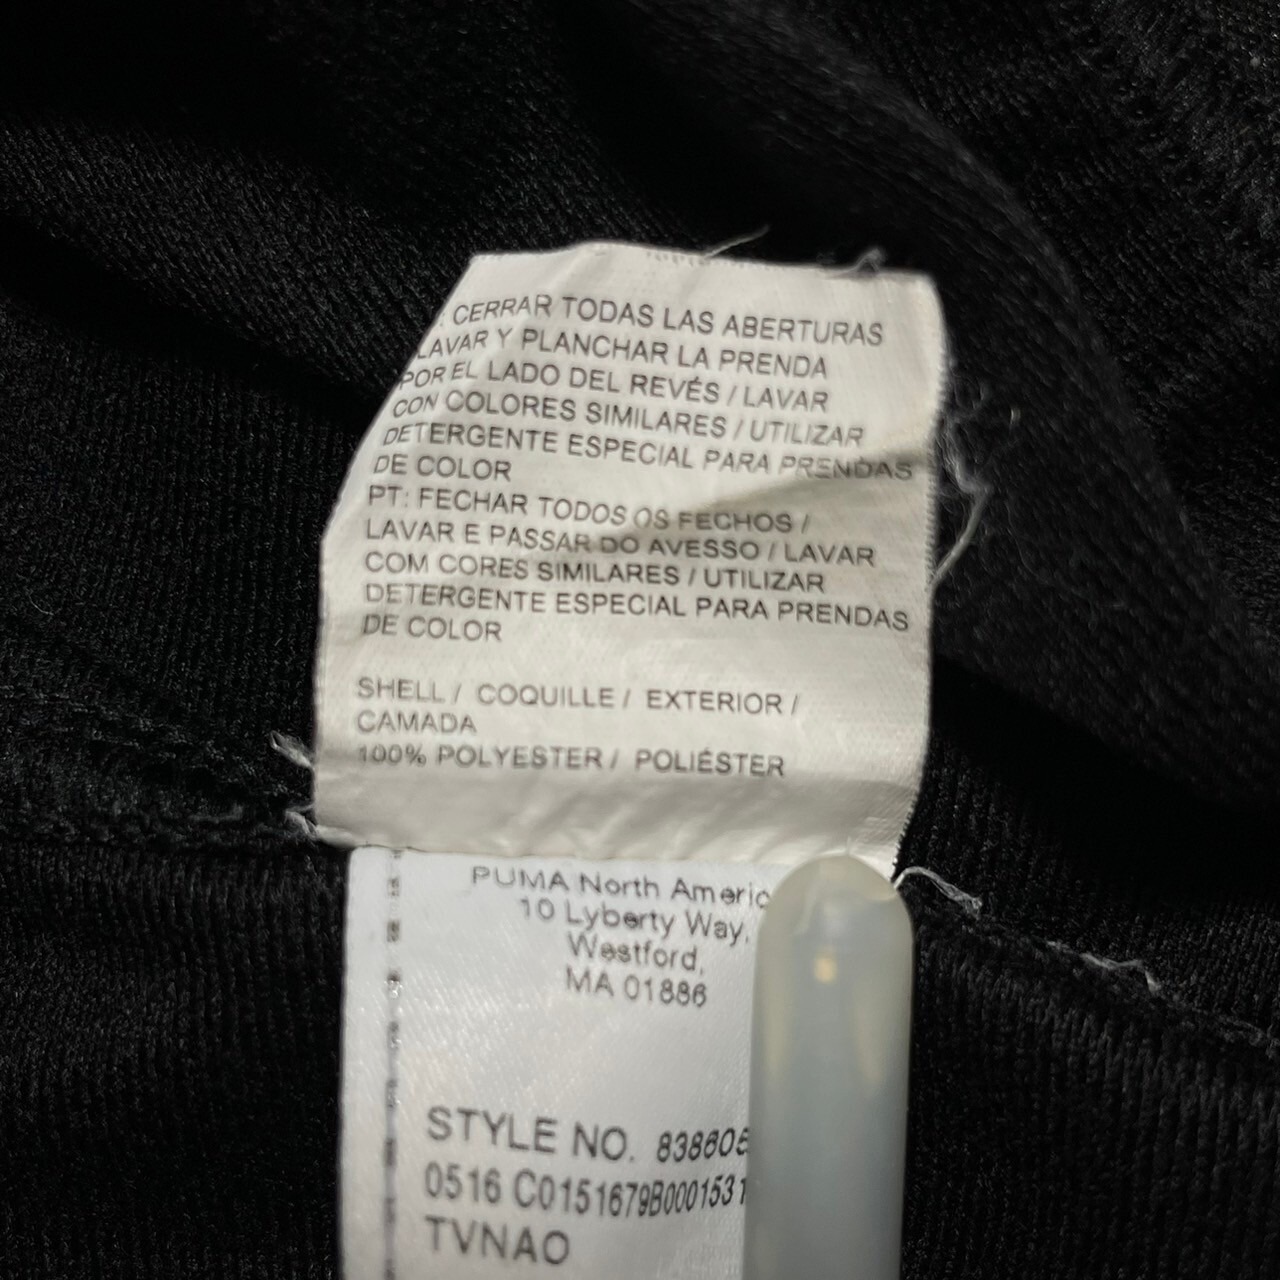 CERRAR TODAS LAS ABERTURAS
LAVAR Y PLANCHAR LA PRENDA
POR EL LADO DEL REVÉS / LAVAR
CON COLORES SIMILARES / UTILIZAR
DETERGENTE ESPECIAL PARA PRENDAS
DE COLOR
PT: FECHAR TODOS OS FECHOS /
LAVAR E PASSAR DO AVESSO / LAVAR
COM CORES SIMILARES / UTILIZAR
DETERGENTE ESPECIAL PARA PRENDAS
DE COLOR
SHELL / COQUILLE / EXTERIOR /
CAMADA
100% POLYESTER / POLIÉSTER
PUMA North
10 Lyberty Way,
Westford,
MA 01886
STYLE NO. 838605
0516 C0151679B0001531
TVNAO